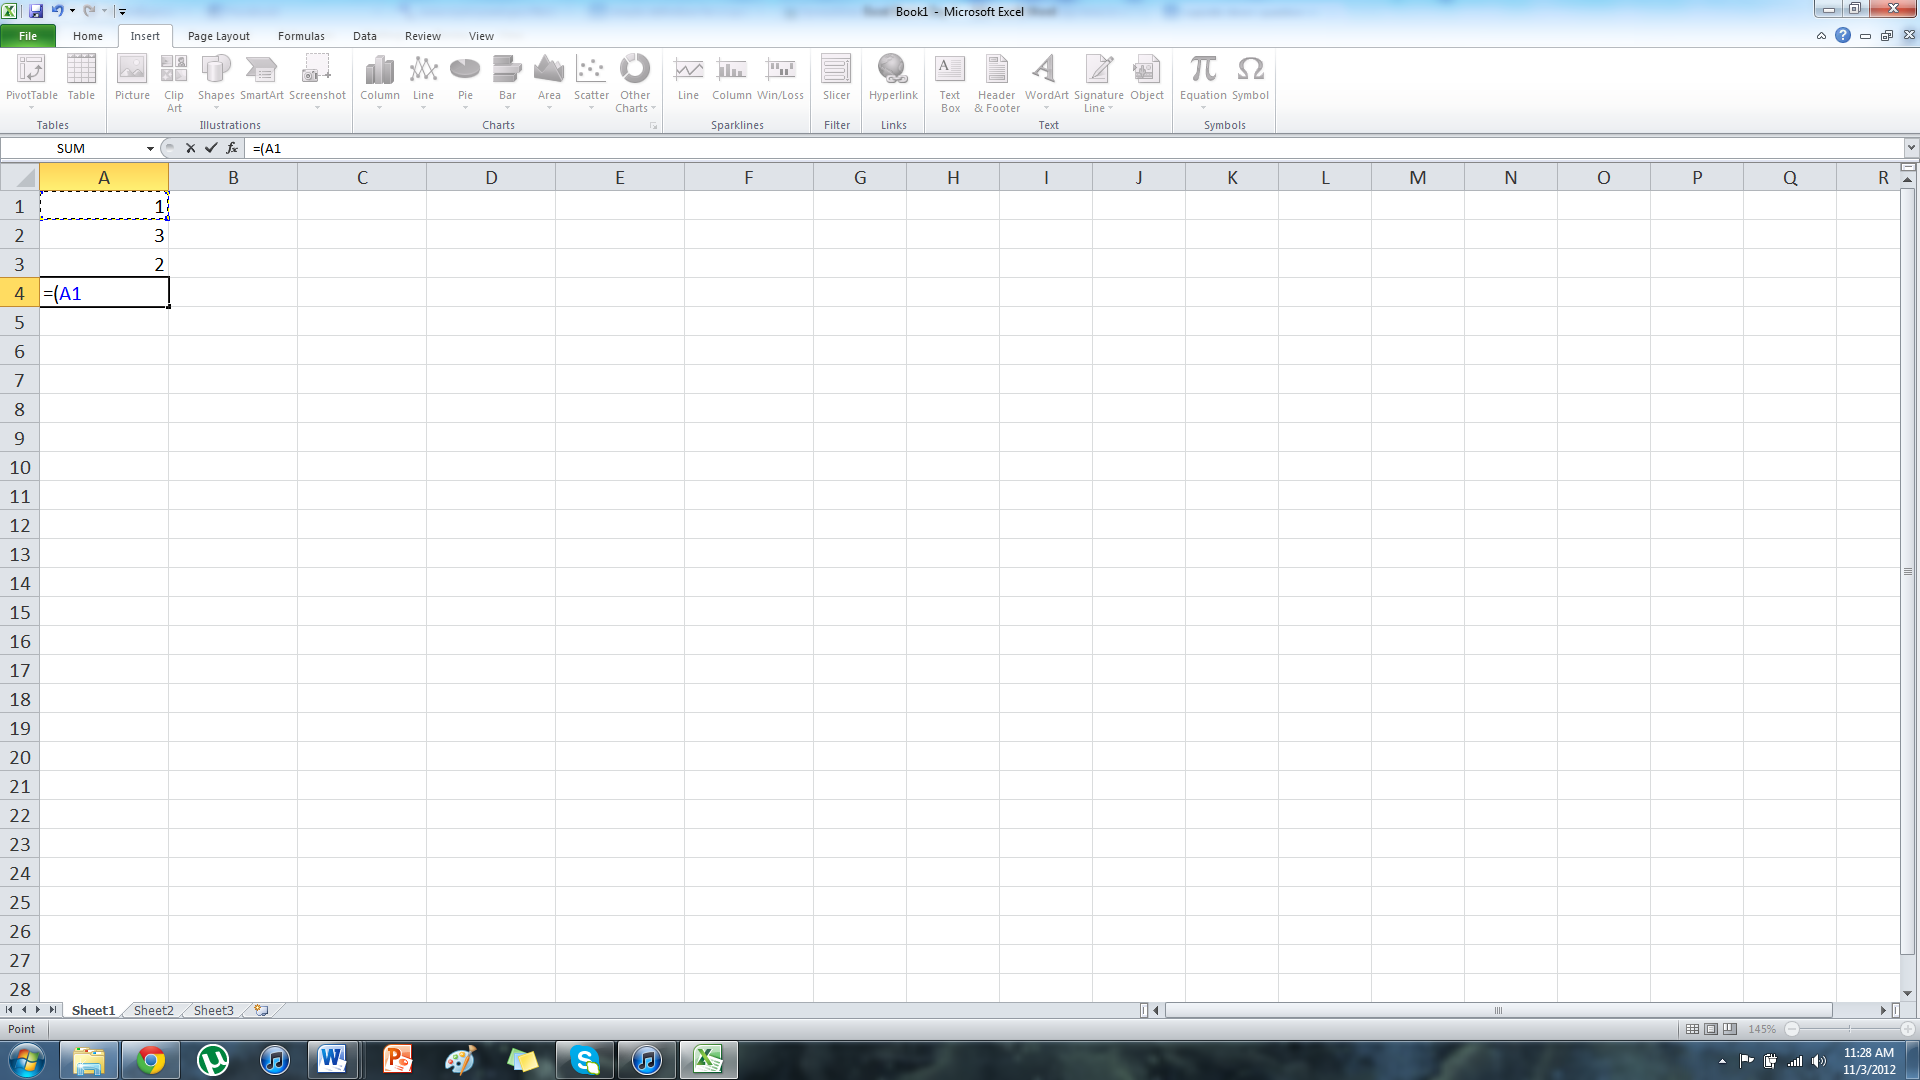 Book1 - Microsoft Excel
File Home Insert Page Layout Formulas Data Review View
PivotTable Table Picture Clip Art Shapes SmartArt Screenshot Column Line Pie Bar Area Scatter Other Charts Line Column Win/Loss Slicer Hyperlink Text Box Header & Footer WordArt Signature Line Object Equation Symbol
Tables Illustrations Charts Sparklines Filter Links Text Symbols
SUM fx =(A1
A B C D E F G H I J K L M N O P Q R
1 1
2 3
3 2
4 =(A1
5
6
7
8
9
10
11
12
13
14
15
16
17
18
19
20
21
22
23
24
25
26
27
28
Sheet1 Sheet2 Sheet3
Point 145%
11:28 AM
11/3/2012